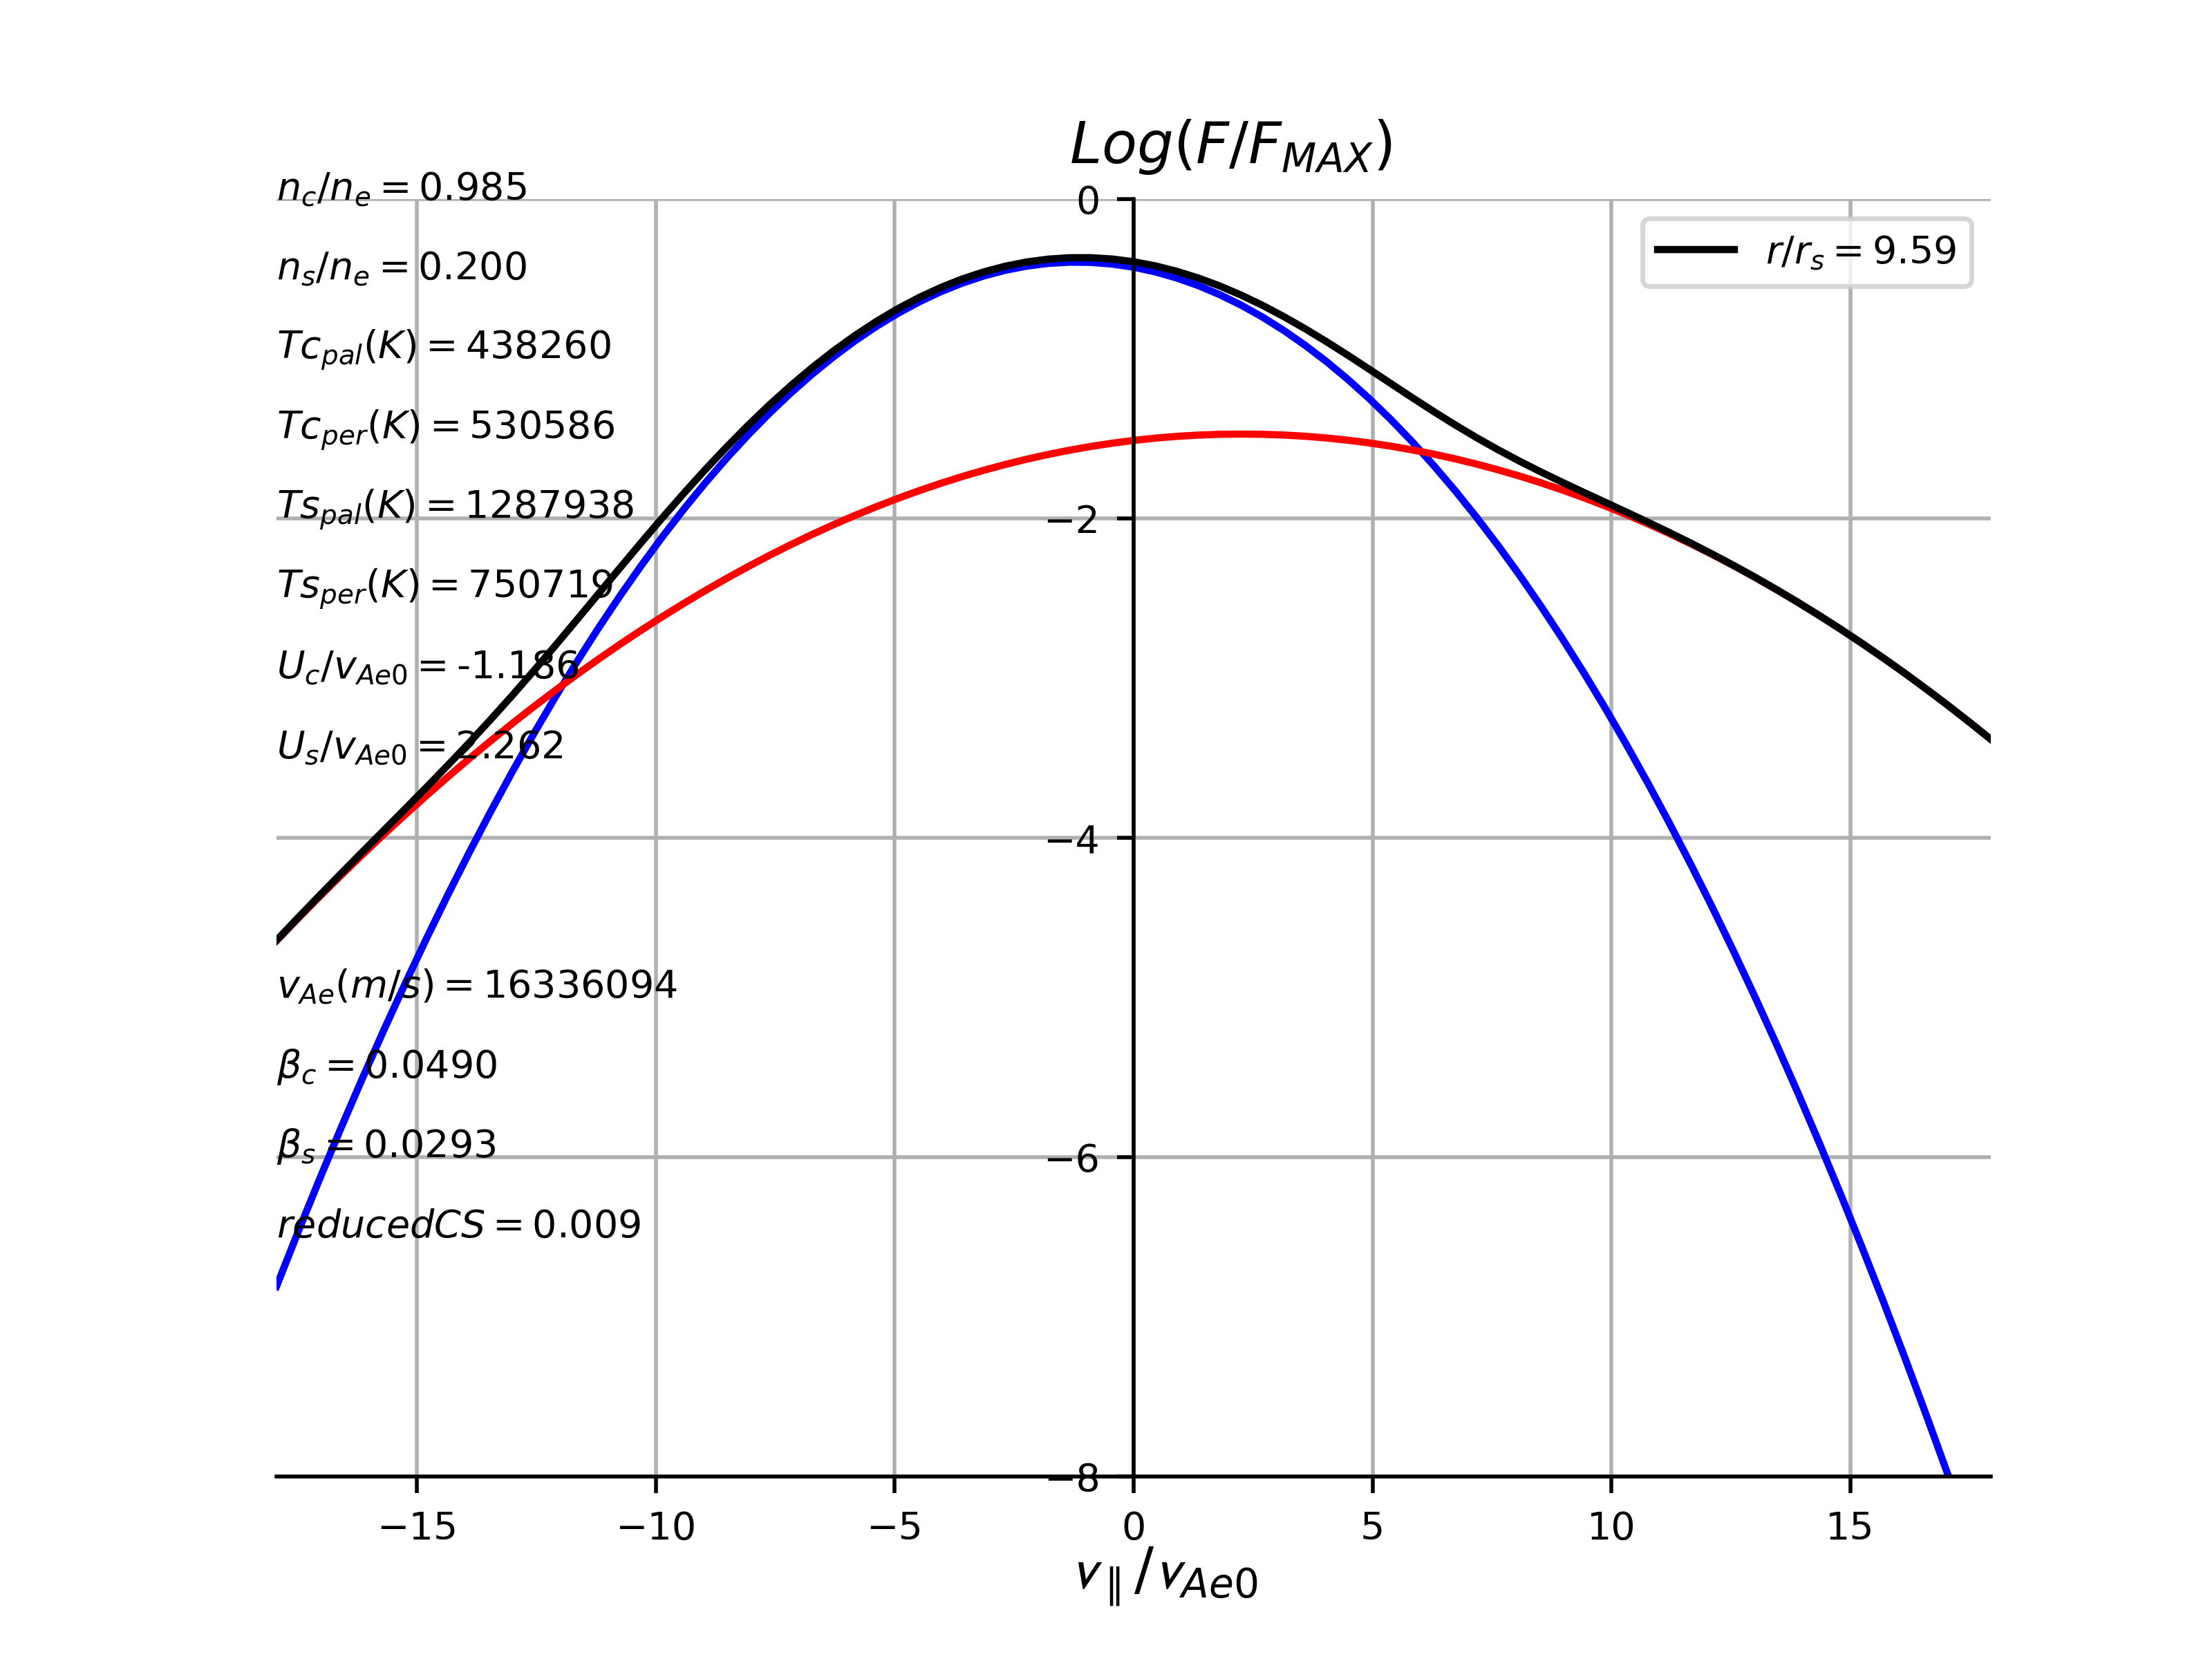 Log(F/F_MAX)
n_c/n_e = 0.985
n_s/n_e = 0.200
Tc_pal(K) = 438260
Tc_per(K) = 530586
Ts_pal(K) = 1287938
Ts_per(K) = 750719
U_c/v_Ae0 = -1.186
U_s/v_Ae0 = 2.262
v_Ae(m/s) = 16336094
β_c = 0.0490
β_s = 0.0293
reducedCS = 0.009
r/r_s = 9.59
0
−2
−4
−6
−8
−15 −10 −5 0 5 10 15
v_∥/v_Ae0